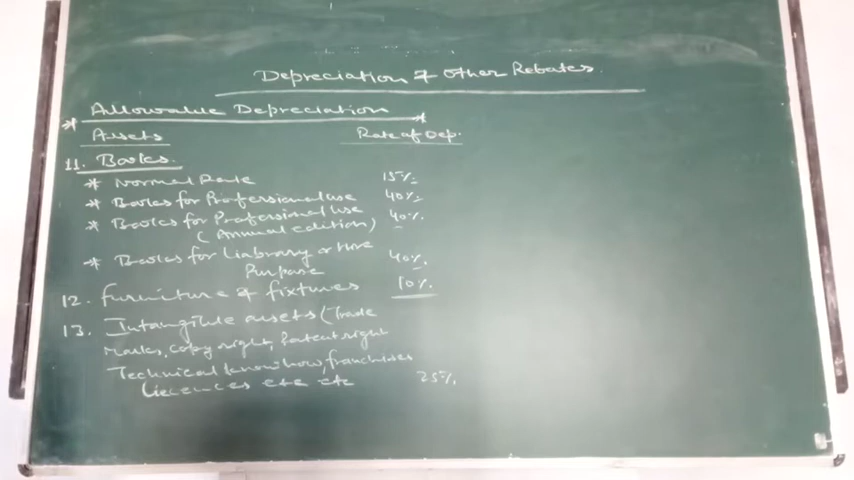 Depreciation & Other Rebates.
* Allowable Depreciation *
Assets Rate of Dep.
11. Books.
* Normal Rate 15%
* Books for Professional use 40%
* Books for Professional Use 40%.
(Annual edition)
* Books for Liabrary or Hire
Purpose 40%.
12. Furniture & fixtures 10%.
13. Intangible assets (Trade
Marks, copy right, Patent right
Technical know how, franchises
Liecences etc etc 25%.